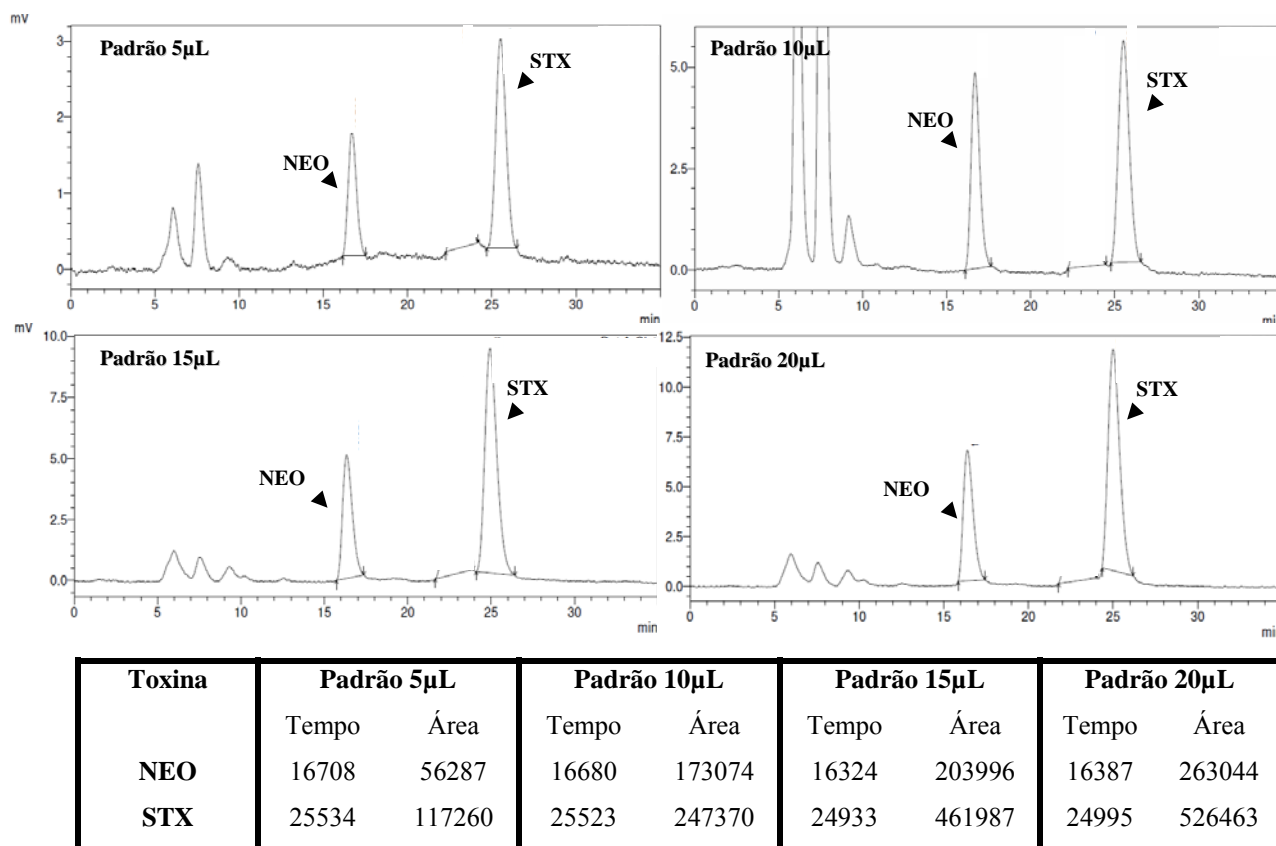 mV
Padrão 5µL
STX
NEO
3
2
1
0
0 5 10 15 20 25 30
min
Padrão 10µL
STX
NEO
5.0
2.5
0.0
0 5 10 15 20 25 30
min
mV
Padrão 15µL
STX
NEO
10.0
7.5
5.0
2.5
0.0
0 5 10 15 20 25 30
min
Padrão 20µL
STX
NEO
12.5
10.0
7.5
5.0
2.5
0.0
0 5 10 15 20 25 30
mi
Toxina Padrão 5µL Padrão 10µL Padrão 15µL Padrão 20µL
Tempo Área Tempo Área Tempo Área Tempo Área
NEO 16708 56287 16680 173074 16324 203996 16387 263044
STX 25534 117260 25523 247370 24933 461987 24995 526463